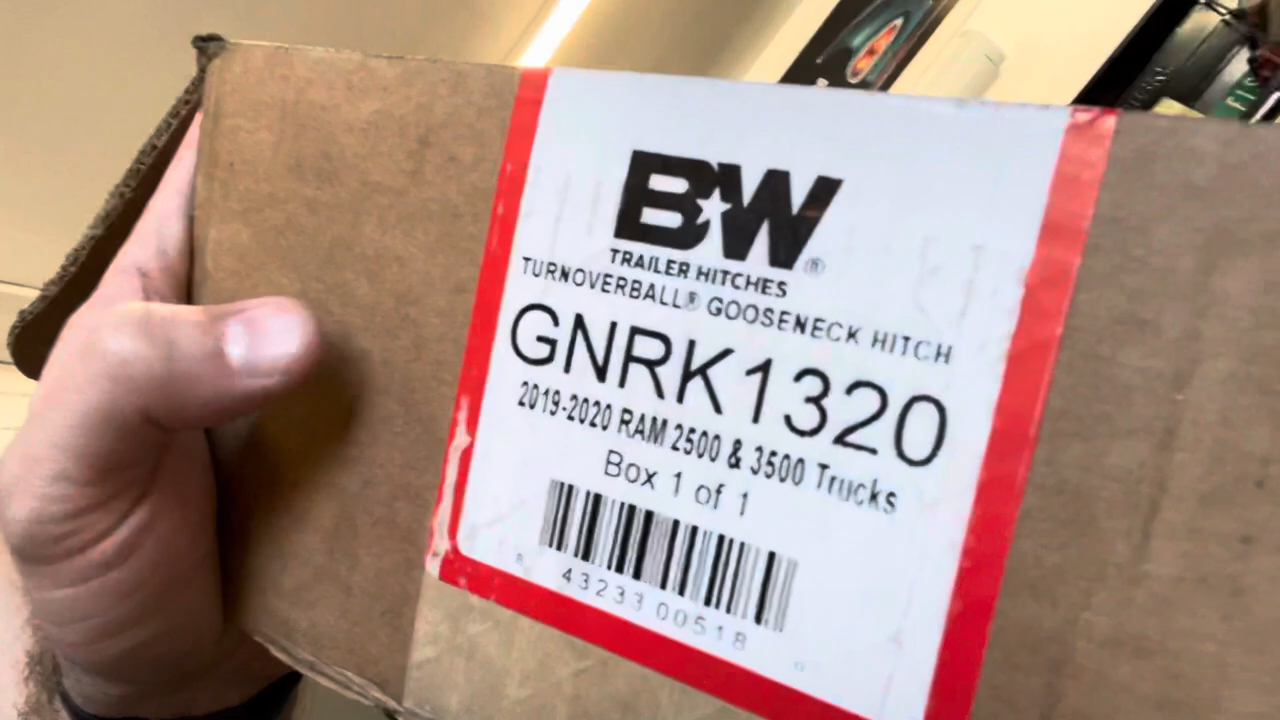 B&W®
TRAILER HITCHES
TURNOVERBALL® GOOSENECK HITCH
GNRK1320
2019-2020 RAM 2500 & 3500 Trucks
Box 1 of 1
43233 00518